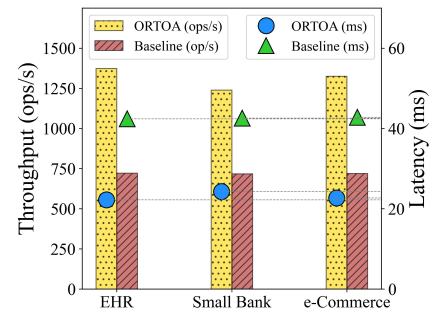 ORTOA (ops/s)
Baseline (op/s)
ORTOA (ms)
Baseline (ms)
Throughput (ops/s)
1500
1250
1000
750
500
250
0
Latency (ms)
60
40
20
0
EHR
Small Bank
e-Commerce